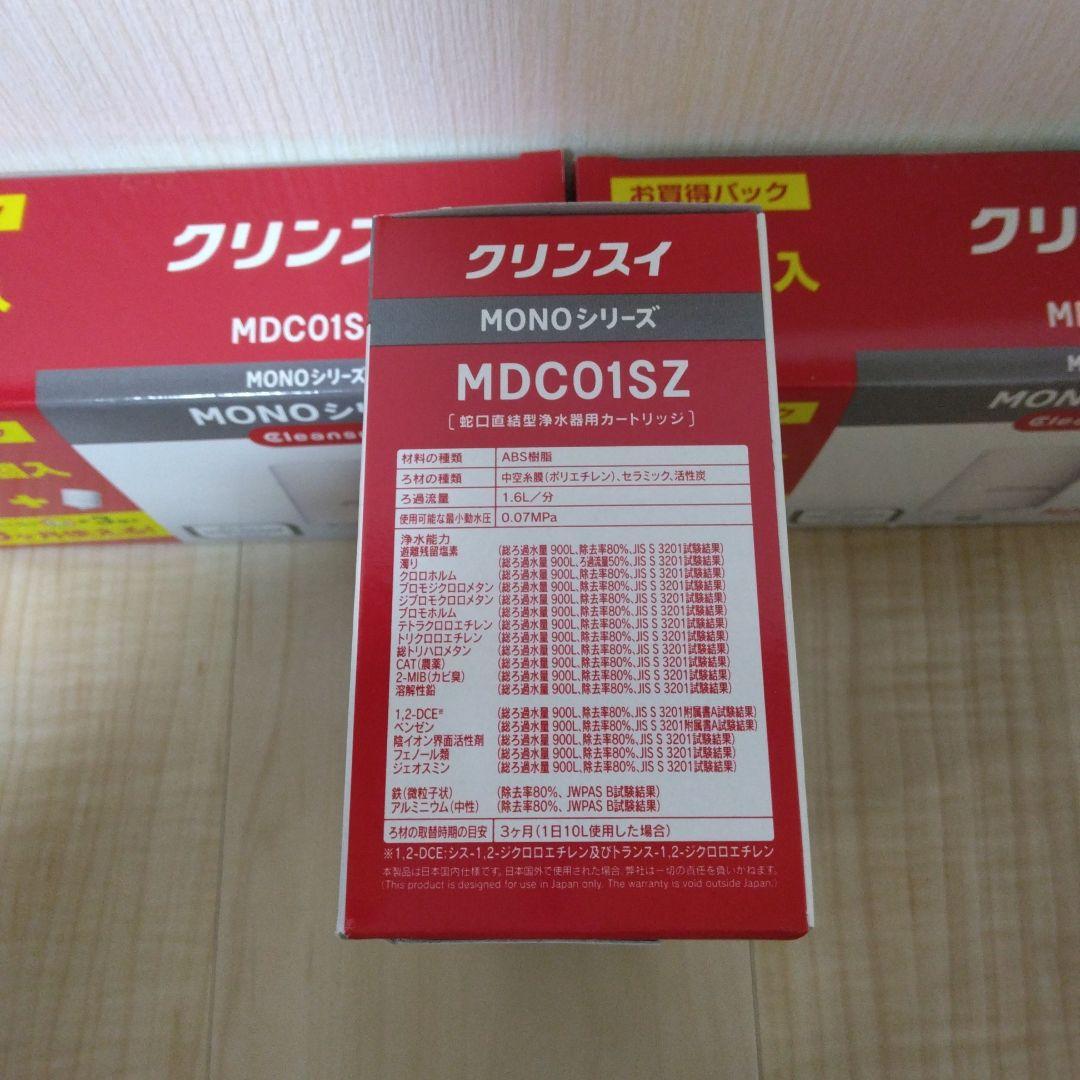 お買得パック
クリンス
クリ
入
MDC01S
MONOシリーズ
MONOシ
Cleans
個入
+
クリンスイ
MONOシリーズ
MDC01SZ
[蛇口直結型浄水器用カートリッジ]
材料の種類 ABS樹脂
ろ材の種類 中空糸膜(ポリエチレン)、セラミック、活性炭
ろ過流量 1.6L/分
使用可能な最小動水圧 0.07MPa
浄水能力
遊離残留塩素 (総ろ過水量 900L、除去率80%、JIS S 3201試験結果)
濁り (総ろ過水量 900L、ろ過流量50%、JIS S 3201試験結果)
クロロホルム (総ろ過水量 900L、除去率80%、JIS S 3201試験結果)
ブロモジクロロメタン (総ろ過水量 900L、除去率80%、JIS S 3201試験結果)
ジブロモクロロメタン (総ろ過水量 900L、除去率80%、JIS S 3201試験結果)
ブロモホルム (総ろ過水量 900L、除去率80%、JIS S 3201試験結果)
テトラクロロエチレン (総ろ過水量 900L、除去率80%、JIS S 3201試験結果)
トリクロロエチレン (総ろ過水量 900L、除去率80%、JIS S 3201試験結果)
総トリハロメタン (総ろ過水量 900L、除去率80%、JIS S 3201試験結果)
CAT(農薬) (総ろ過水量 900L、除去率80%、JIS S 3201試験結果)
2-MIB(カビ臭) (総ろ過水量 900L、除去率80%、JIS S 3201試験結果)
溶解性鉛 (総ろ過水量 900L、除去率80%、JIS S 3201試験結果)
1,2-DCE※ (総ろ過水量 900L、除去率80%、JIS S 3201附属書A試験結果)
ベンゼン (総ろ過水量 900L、除去率80%、JIS S 3201附属書A試験結果)
陰イオン界面活性剤 (総ろ過水量 900L、除去率80%、JIS S 3201試験結果)
フェノール類 (総ろ過水量 900L、除去率80%、JIS S 3201試験結果)
ジェオスミン (総ろ過水量 900L、除去率80%、JIS S 3201試験結果)
鉄(微粒子状) (除去率80%、JWPAS B試験結果)
アルミニウム(中性) (除去率80%、JWPAS B試験結果)
ろ材の取替時期の目安 3ヶ月(1日10L使用した場合)
※1,2-DCE:シス-1,2-ジクロロエチレン及びトランス-1,2-ジクロロエチレン
本製品は日本国内仕様です。日本国外で使用された場合、弊社は一切の責任を負いかねます。
(This product is designed for use in Japan only. The warranty is void outside Japan.)